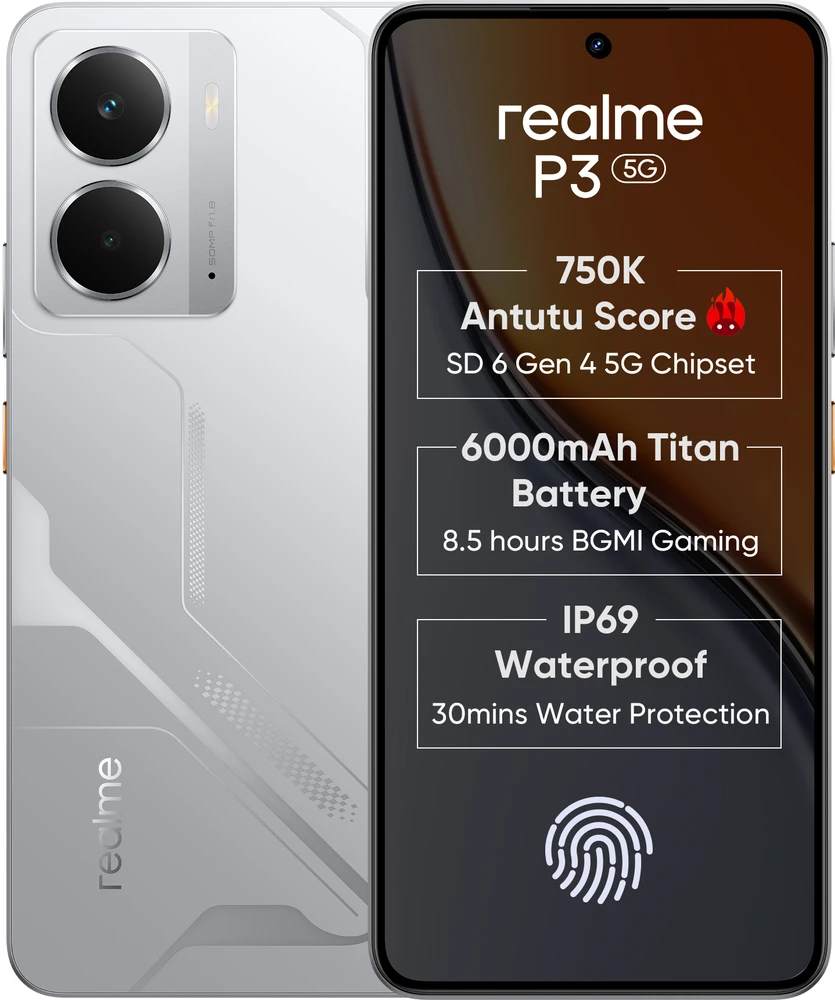 50MP F/1.8
realme
realme
P3 5G
750K
Antutu Score
SD 6 Gen 4 5G Chipset
6000mAh Titan
Battery
8.5 hours BGMI Gaming
IP69
Waterproof
30mins Water Protection